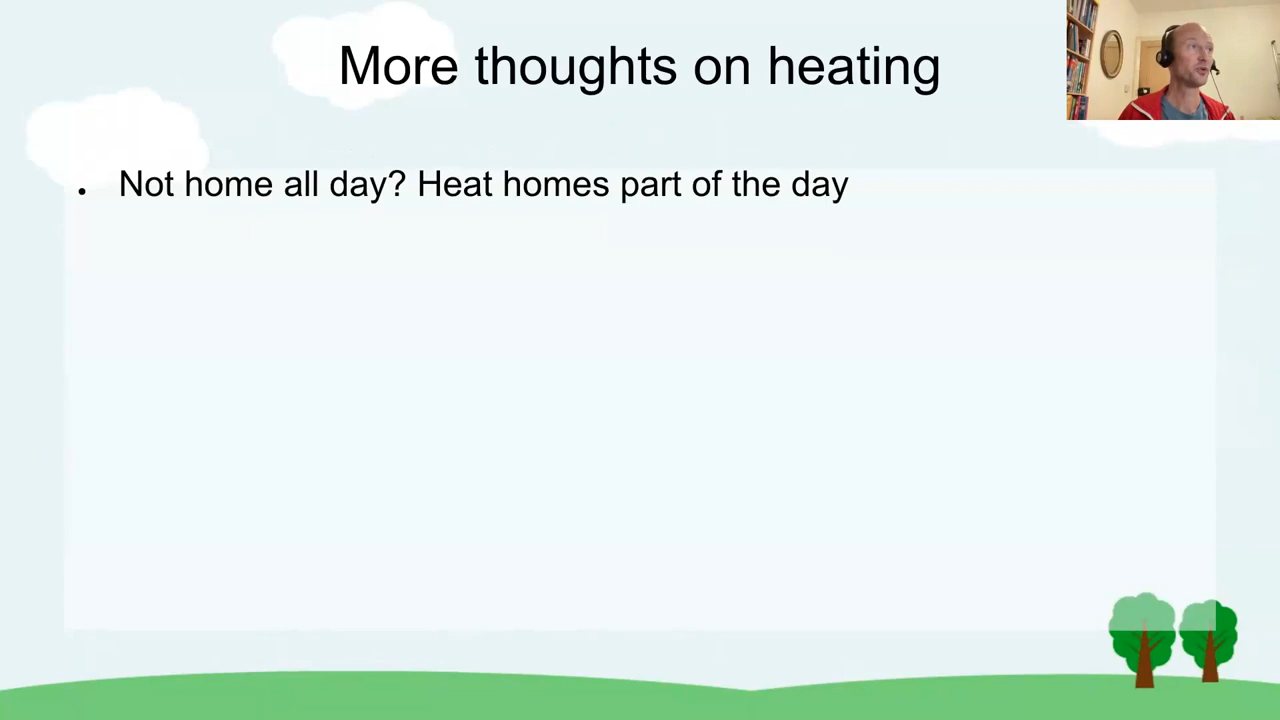 More thoughts on heating
• Not home all day? Heat homes part of the day